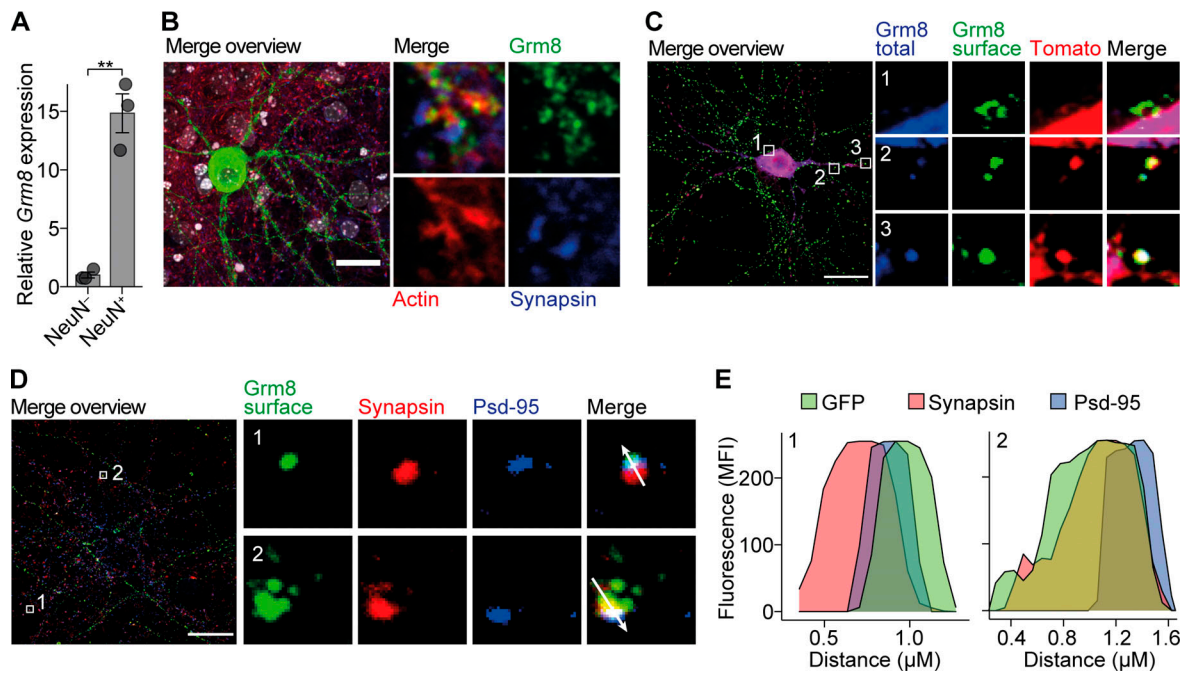 A
Relative Grm8 expression
**
15
10
5
0
NeuN-
NeuN+
B
Merge overview
Merge
Grm8
Actin
Synapsin
C
Merge overview
Grm8
total
Grm8
surface
Tomato
Merge
1
2
3
1
2
3
D
Merge overview
Grm8
surface
Synapsin
Psd-95
Merge
1
2
1
2
E
GFP
Synapsin
Psd-95
Fluorescence (MFI)
200
100
0
1
2
0.5
1.0
0.4
0.8
1.2
1.6
Distance (μM)
Distance (μM)